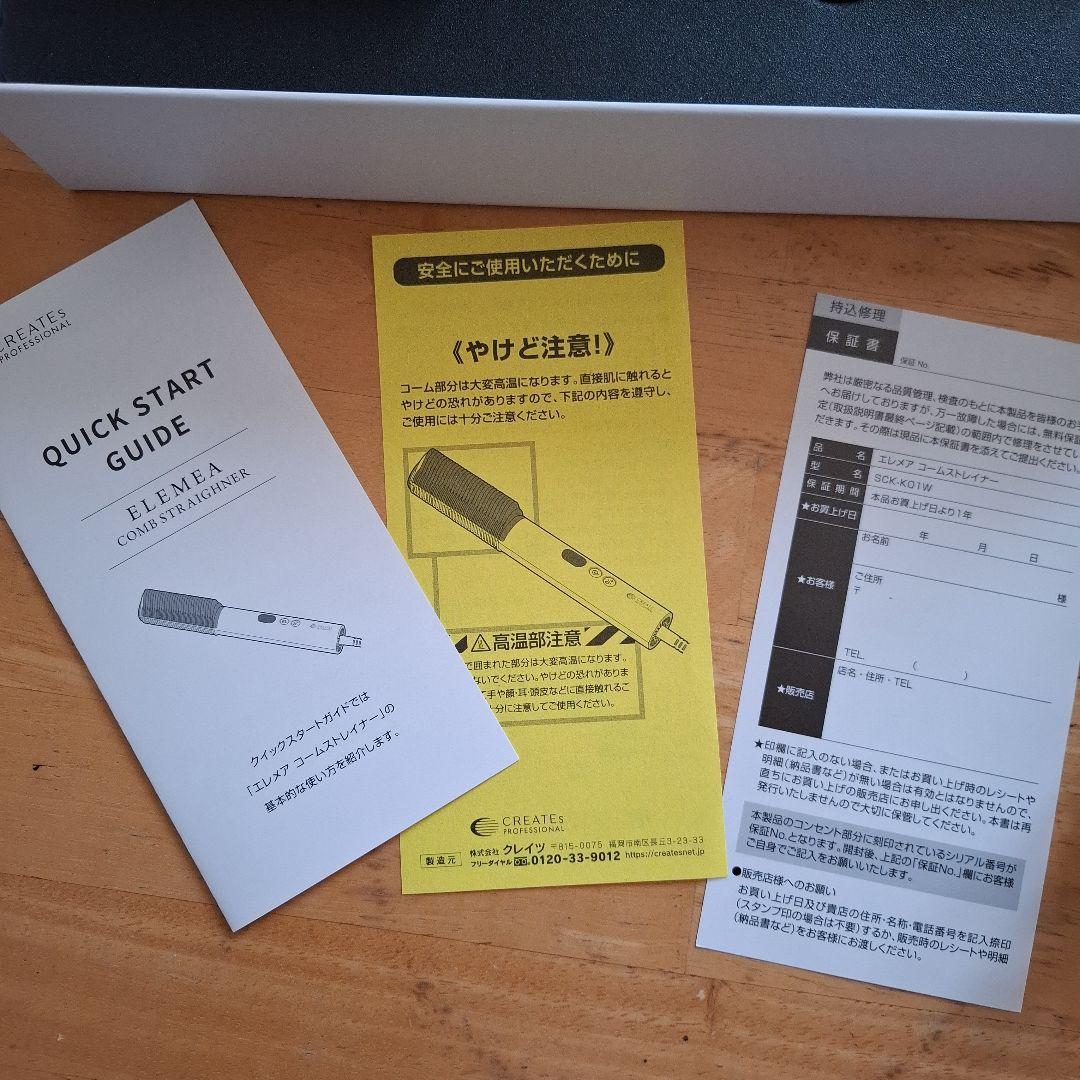 CREATEs
PROFESSIONAL
QUICK START
GUIDE
ELEMEA
COMB STRAIGHNER
クイックスタートガイドでは
「エレメア コームストレイナー」の
基本的な使い方を紹介します。
安全にご使用いただくために
《やけど注意!》
コーム部分は大変高温になります。直接肌に触れると
やけどの恐れがありますので、下記の内容を遵守し、
ご使用には十分ご注意ください。
高温部注意
で囲まれた部分は大変高温になります。
ないでください。やけどの恐れがありま
て手や顔・耳・頭皮などに直接触れるこ
十分に注意してご使用ください。
CREATEs
PROFESSIONAL
製造元 株式会社 クレイツ 〒815-0075 福岡市南区長丘3-23-33
フリーダイヤル 0120-33-9012 https://createsnet.jp
持込修理
保証書
保証 No.
弊社は厳密なる品質管理、検査のもとに本製品を皆様のお手
へお届けしておりますが、万一故障した場合には、無料保証
定(取扱説明書最終ページ記載)の範囲内で修理をさせてい
だきます。その際は現品に本保証書を添えてご提出ください。
品名 エレメア コームストレイナー
型名 SCK-K01W
保証期間 本品お買上げ日より1年
★お買上げ日 年 月 日
★お客様 お名前 様
ご住所
〒 -
TEL. ( )
★販売店 店名・住所・TEL
★印欄に記入のない場合、またはお買い上げ時のレシートや
明細(納品書など)が無い場合は有効とはなりませんので、
直ちにお買い上げの販売店にお申し出ください。本書は再
発行いたしませんので大切に保管してください。
本製品のコンセント部分に刻印されているシリアル番号が
保証No.となります。開封後、上記の「保証No.」欄にお客様
ご自身でご記入をお願いいたします。
●販売店様へのお願い
お買い上げ日及び貴店の住所・名称・電話番号を記入捺印
(スタンプ印の場合は不要)するか、販売時のレシートや明細
(納品書など)をお客様にお渡しください。